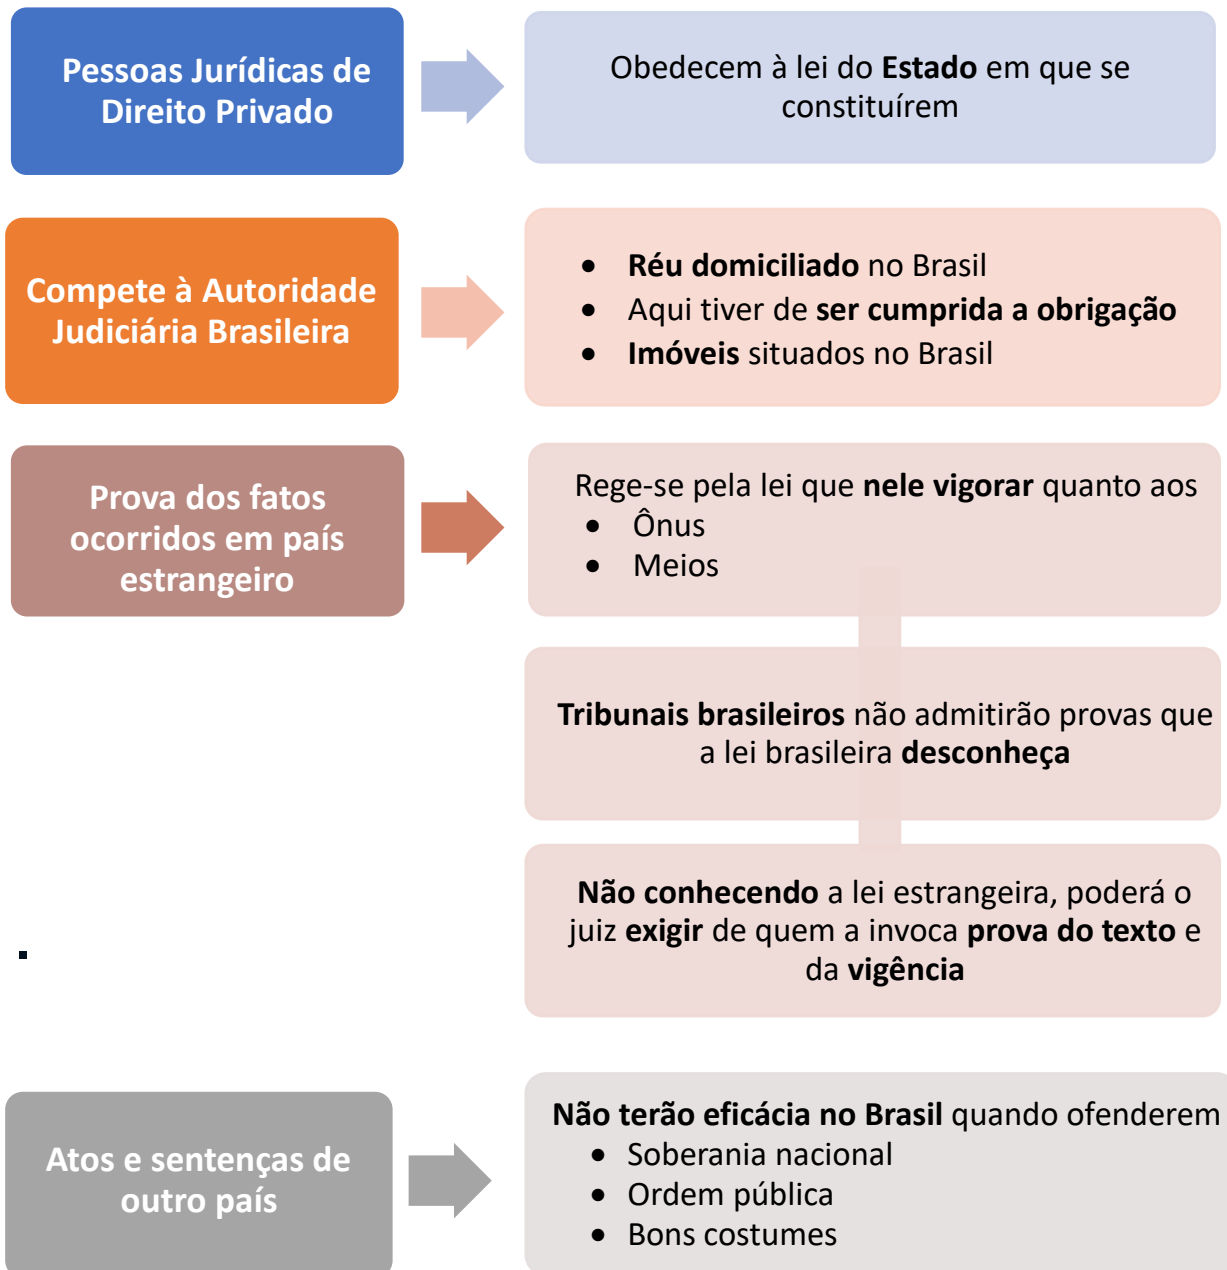 Pessoas Jurídicas de
Direito Privado
Obedecem à lei do Estado em que se
constituírem
Compete à Autoridade
Judiciária Brasileira
• Réu domiciliado no Brasil
• Aqui tiver de ser cumprida a obrigação
• Imóveis situados no Brasil
Prova dos fatos
ocorridos em país
estrangeiro
Rege-se pela lei que nele vigorar quanto aos
• Ônus
• Meios
Tribunais brasileiros não admitirão provas que
a lei brasileira desconheça
Não conhecendo a lei estrangeira, poderá o
juiz exigir de quem a invoca prova do texto e
da vigência
Atos e sentenças de
outro país
Não terão eficácia no Brasil quando ofenderem
• Soberania nacional
• Ordem pública
• Bons costumes